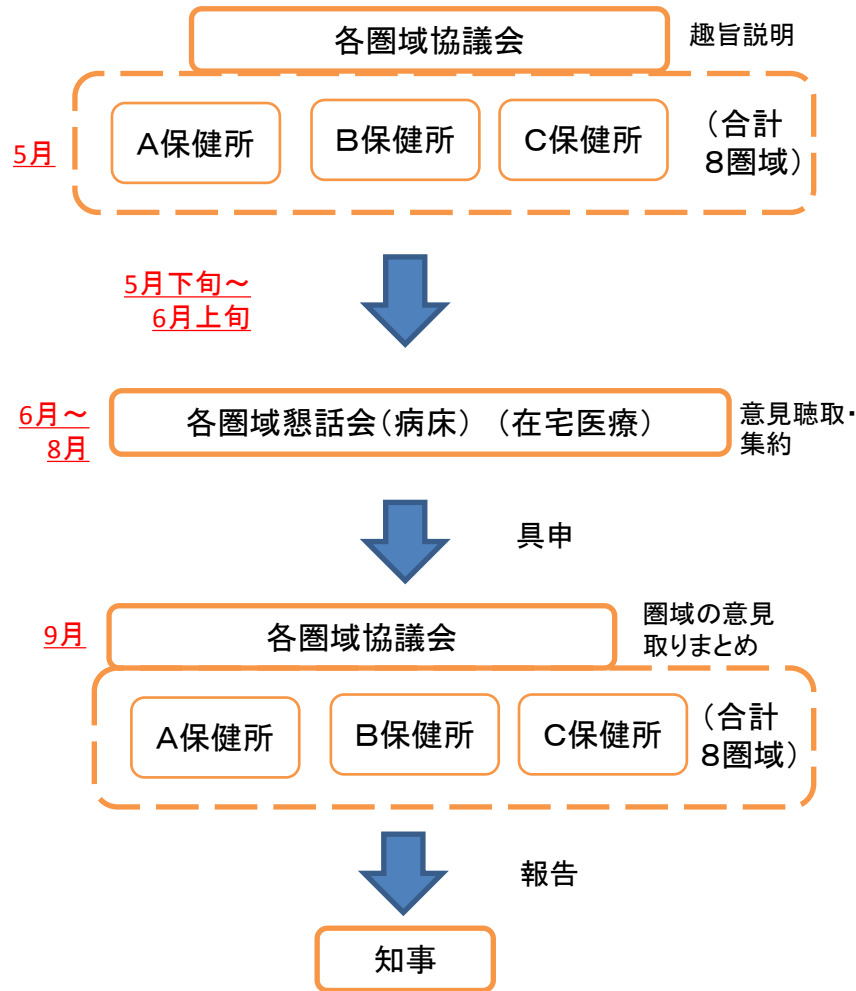 各圏域協議会
趣旨説明
5月
A保健所
B保健所
C保健所
(合計
8圏域)
5月下旬～
6月上旬
6月～
8月
各圏域懇話会(病床) (在宅医療)
意見聴取・
集約
具申
9月
各圏域協議会
圏域の意見
取りまとめ
A保健所
B保健所
C保健所
(合計
8圏域)
報告
知事